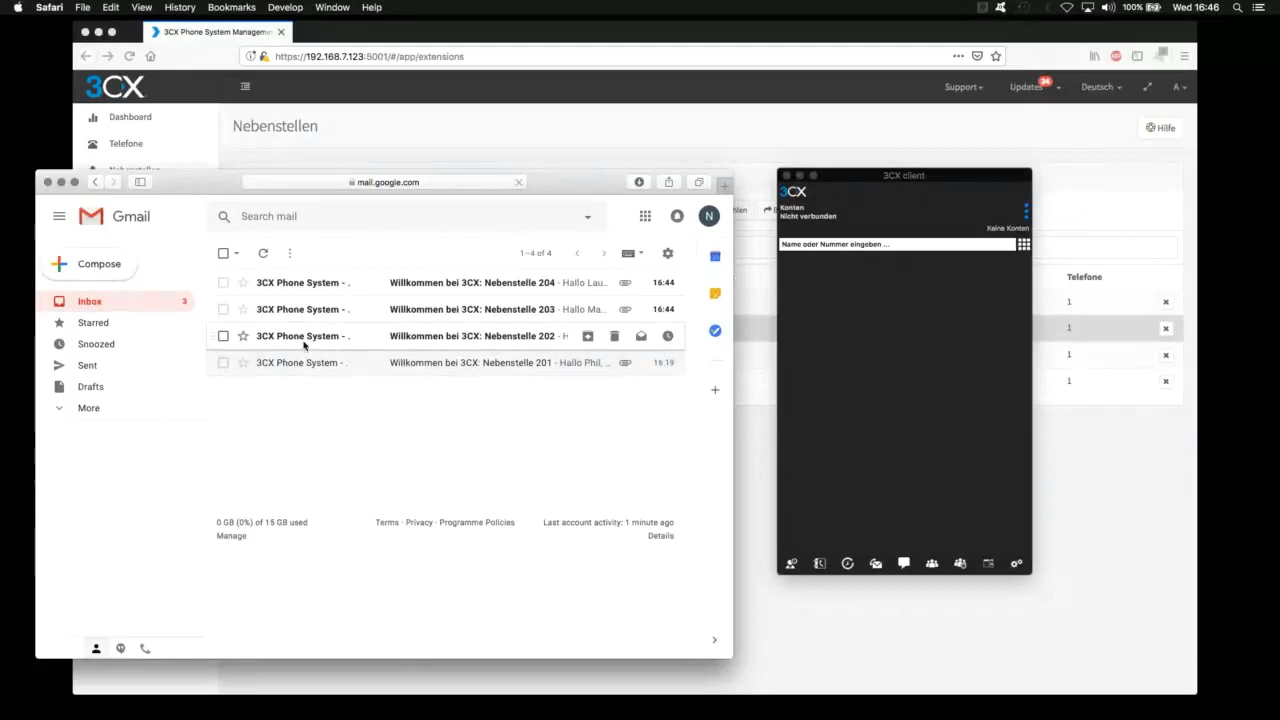 Safari File Edit View History Bookmarks Develop Window Help 100% Wed 16:46
3CX Phone System Manageme
https://192.168.7.123:5001/#/app/extensions
3CX Support Updates 34 Deutsch A
Dashboard
Telefone
Nebenstellen
Hilfe
mail.google.com
Gmail
Search mail
N
Compose
1–4 of 4
Inbox 3
Starred
Snoozed
Sent
Drafts
More
3CX Phone System - . Willkommen bei 3CX: Nebenstelle 204 - Hallo Lau... 16:44
3CX Phone System - . Willkommen bei 3CX: Nebenstelle 203 - Hallo Ma... 16:44
3CX Phone System - . Willkommen bei 3CX: Nebenstelle 202 - H
3CX Phone System - . Willkommen bei 3CX: Nebenstelle 201 - Hallo Phil, ... 16:19
0 GB (0%) of 15 GB used
Manage
Terms · Privacy · Programme Policies
Last account activity: 1 minute ago
Details
3CX client
3CX
Konten
Nicht verbunden
Keine Konten
Name oder Nummer eingeben ...
Telefone
1
1
1
1